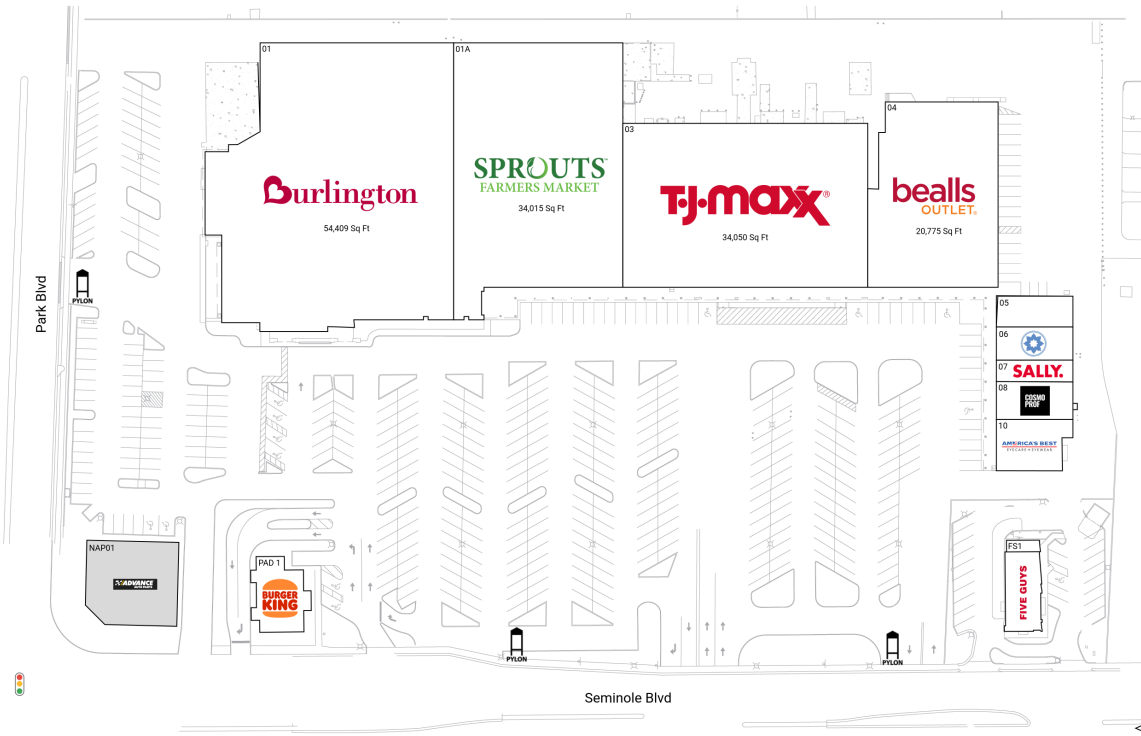 01
01A
03
04
Burlington
54,409 Sq Ft
SPROUTS
FARMERS MARKET
34,015 Sq Ft
T·J·maxx®
34,050 Sq Ft
bealls
OUTLET
20,775 Sq Ft
Park Blvd
PYLON
05
06
07
SALLY.
08
COSMO
PROF
10
AMERICA'S BEST
EYECARE + EYEWEAR
NAP01
ADVANCE
AUTO PARTS
PAD 1
BURGER
KING
FS1
FIVE GUYS
PYLON
PYLON
Seminole Blvd